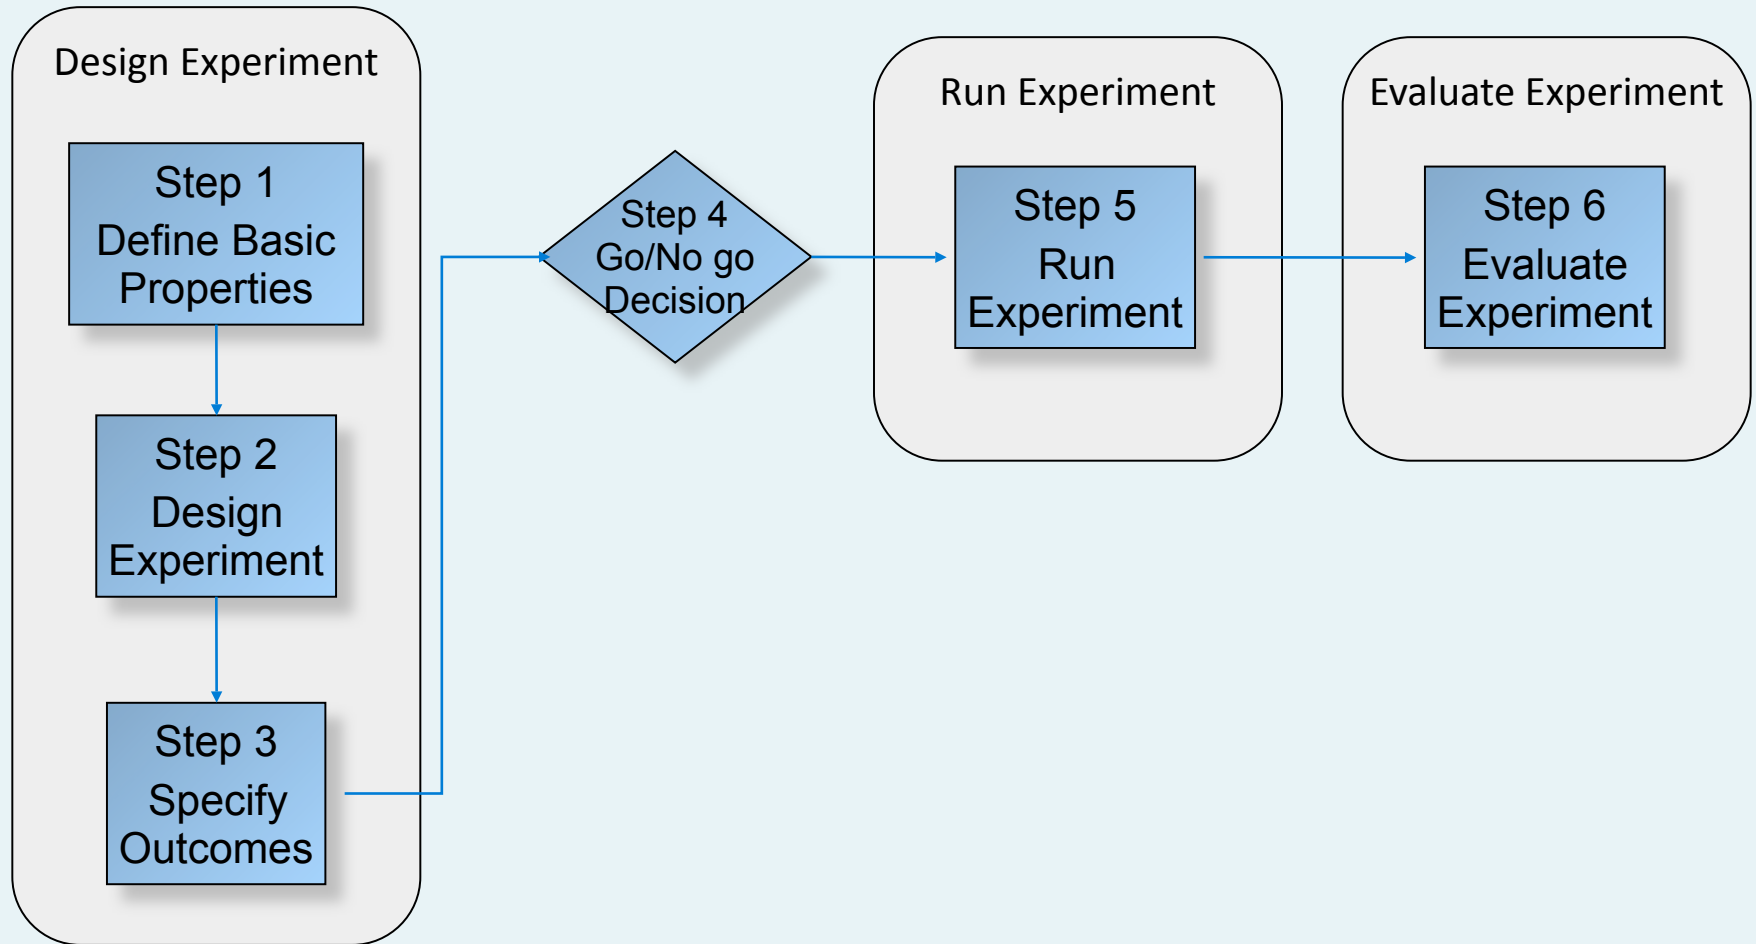 Design Experiment
Step 1
Define Basic
Properties
Step 2
Design
Experiment
Step 3
Specify
Outcomes
Step 4
Go/No go
Decision
Run Experiment
Step 5
Run
Experiment
Evaluate Experiment
Step 6
Evaluate
Experiment